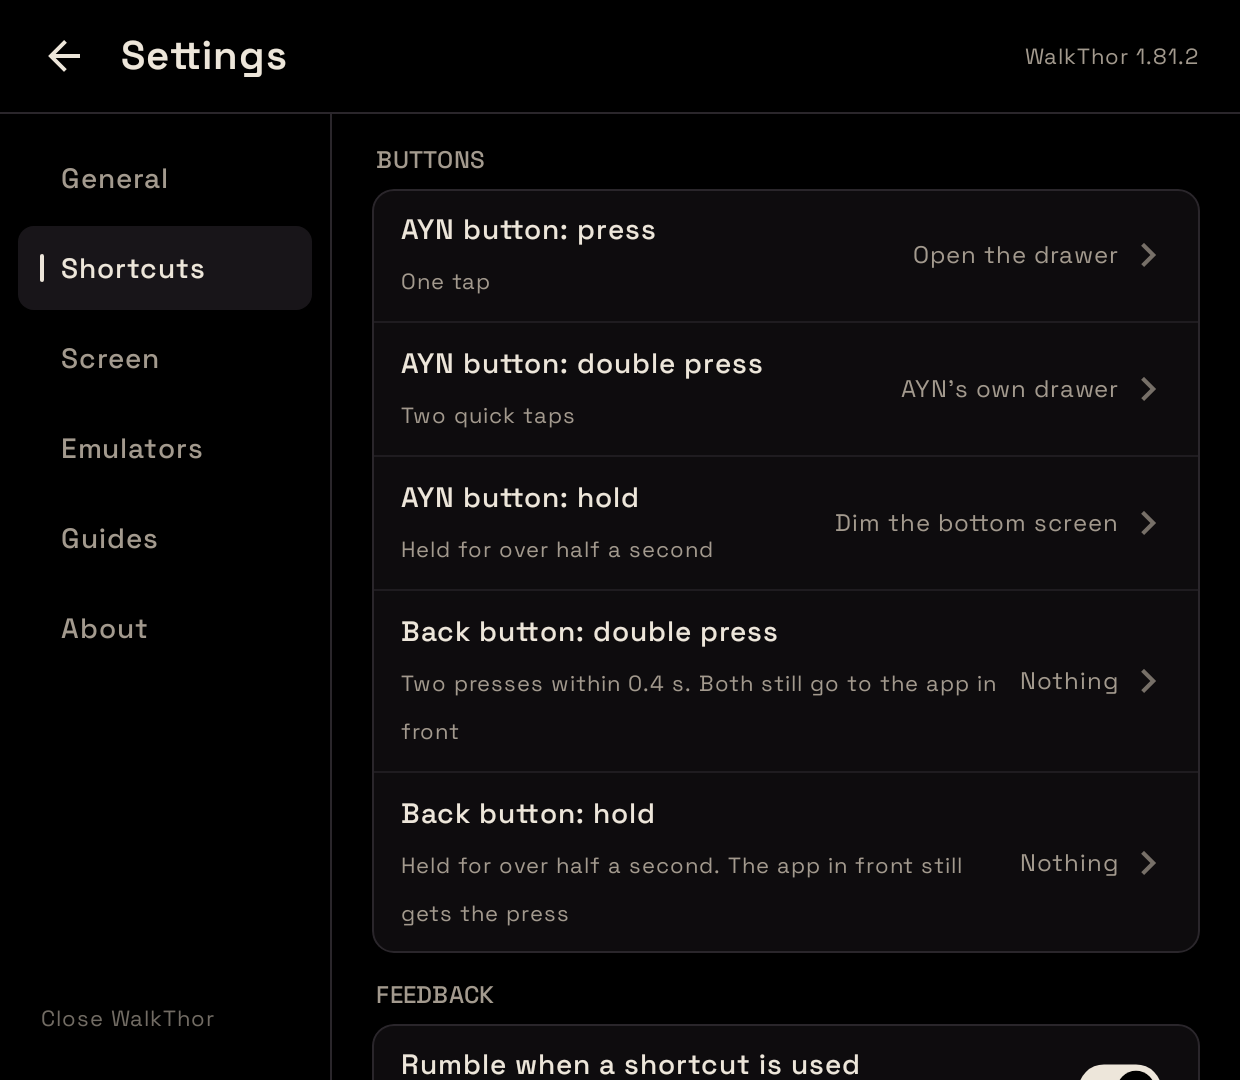 Settings
WalkThor 1.81.2
General
Shortcuts
Screen
Emulators
Guides
About
Close WalkThor
BUTTONS
AYN button: press
One tap
Open the drawer
AYN button: double press
Two quick taps
AYN's own drawer
AYN button: hold
Held for over half a second
Dim the bottom screen
Back button: double press
Two presses within 0.4 s. Both still go to the app in
front
Nothing
Back button: hold
Held for over half a second. The app in front still
gets the press
Nothing
FEEDBACK
Rumble when a shortcut is used